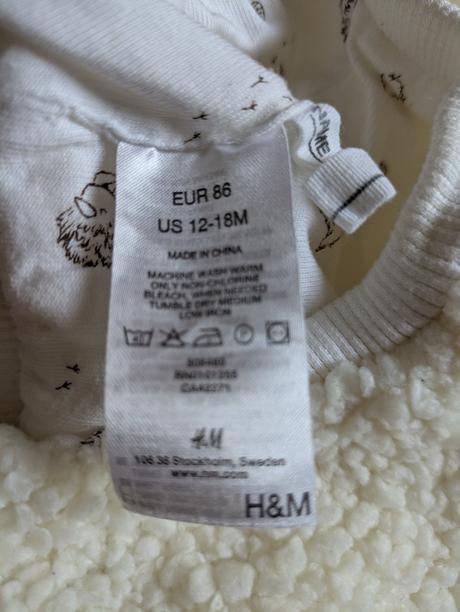 EUR 86
US 12-18M
MADE IN CHINA
MACHINE WASH WARM
ONLY NON-CHLORINE
BLEACH, WHEN NEEDED
TUMBLE DRY MEDIUM
LOW IRON
H&M
106 38 Stockholm, Sweden
www.hm.com
H&M